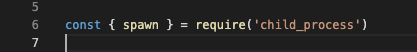 5
6 const { spawn } = require('child_process')
7